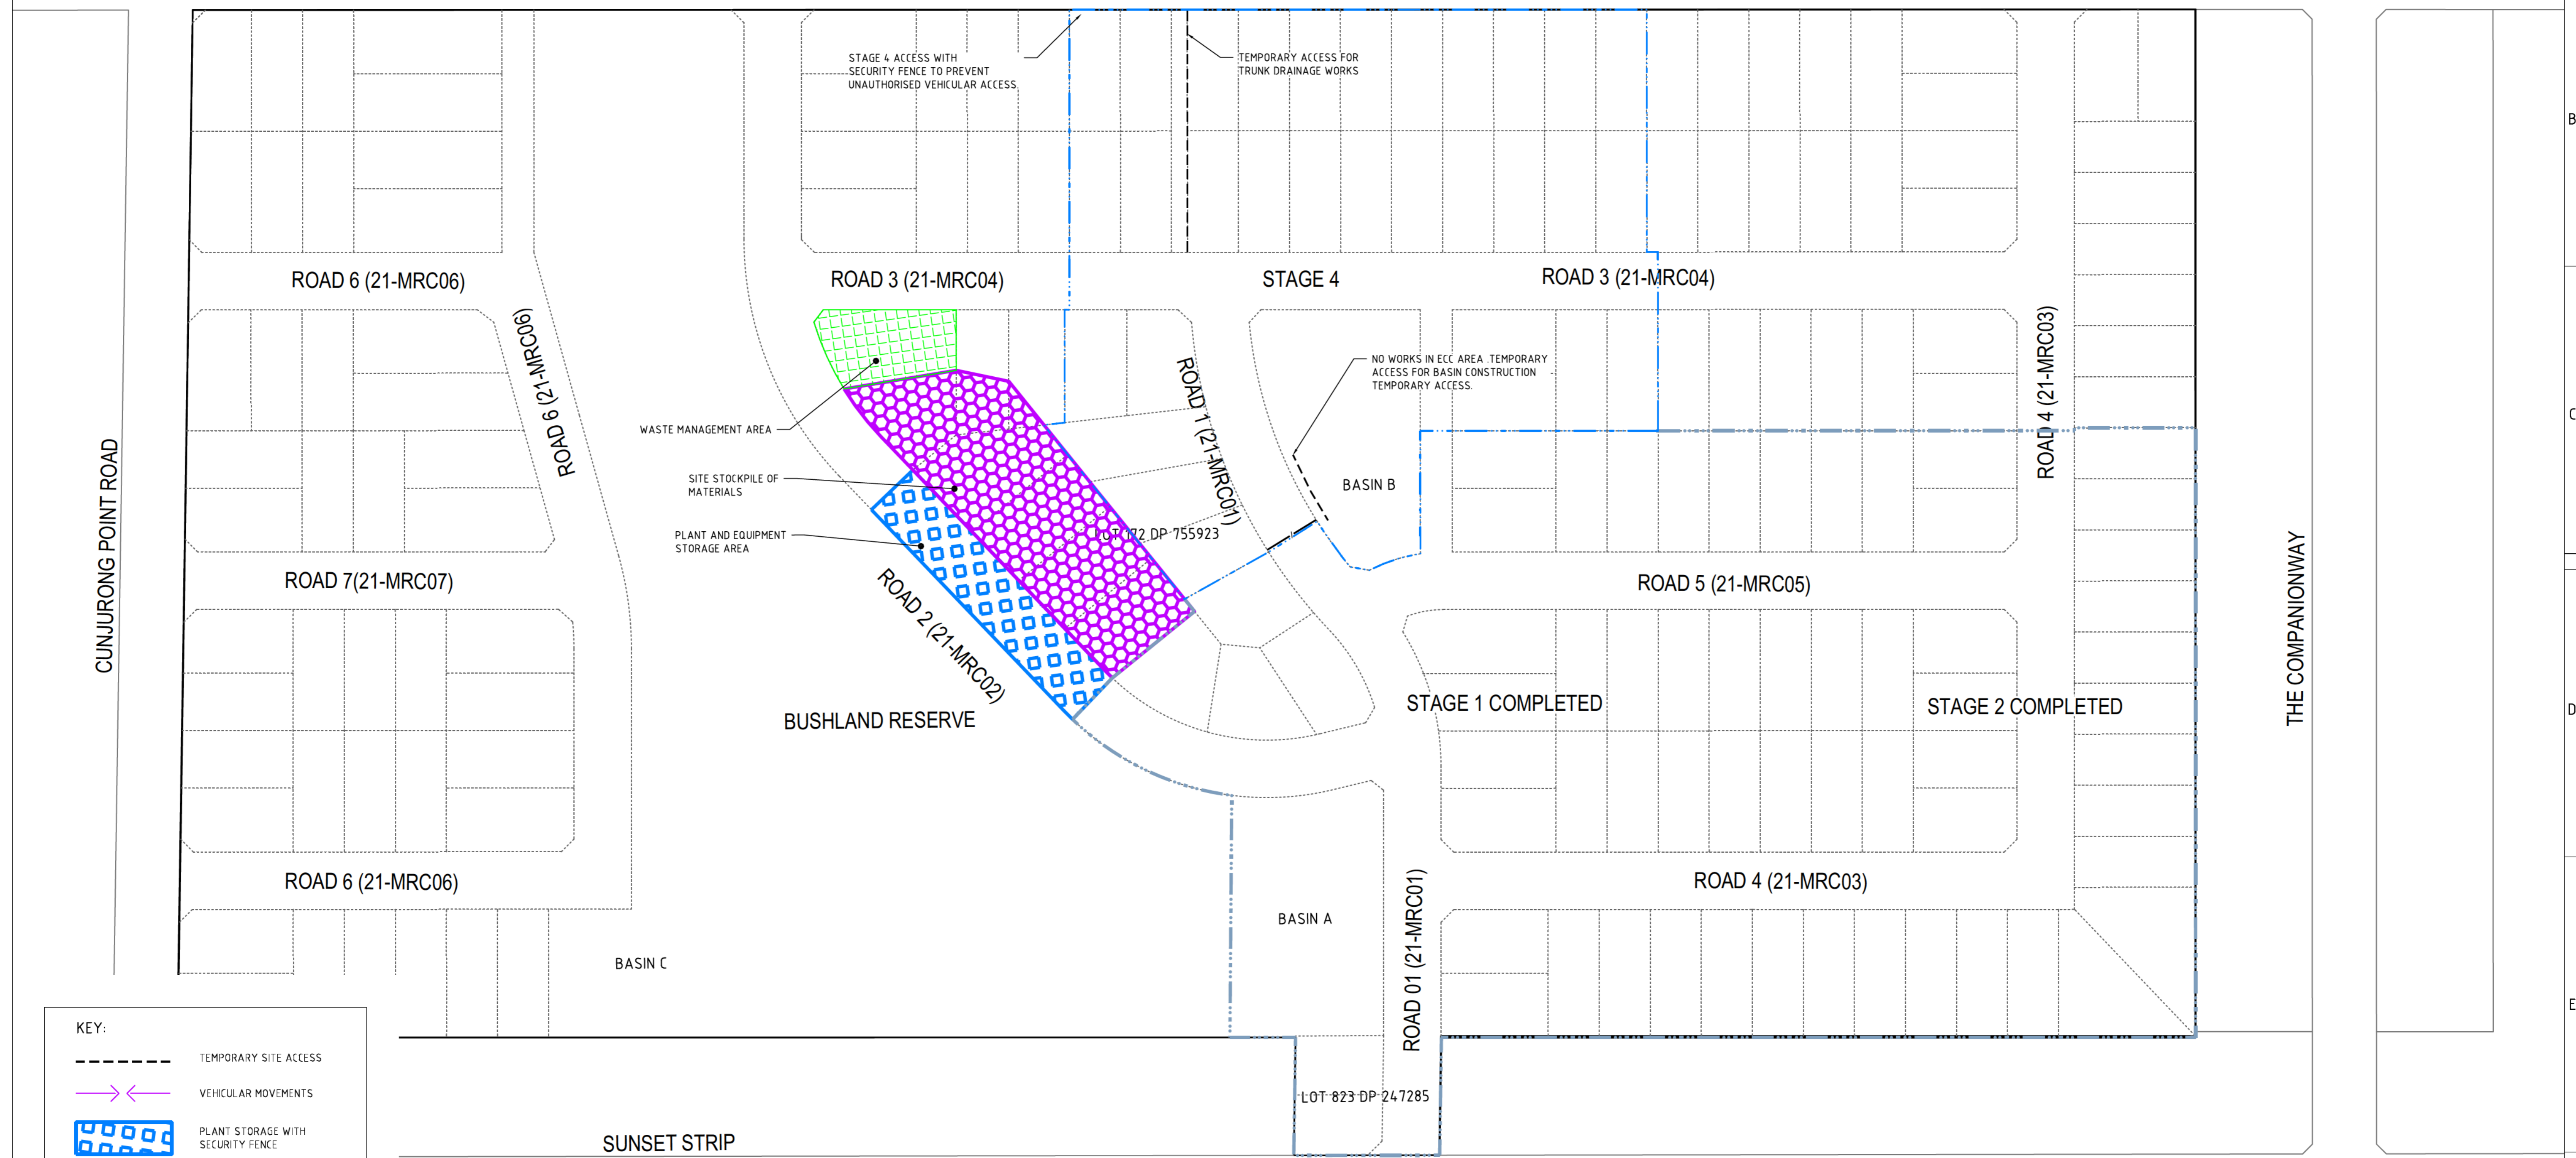 STAGE 4 ACCESS WITH
SECURITY FENCE TO PREVENT
UNAUTHORISED VEHICULAR ACCESS
TEMPORARY ACCESS FOR
TRUNK DRAINAGE WORKS
B
ROAD 6 (21-MRC06)
ROAD 3 (21-MRC04)
STAGE 4
ROAD 3 (21-MRC04)
ROAD 6 (21-MRC06)
ROAD 1 (21-MRC01)
NO WORKS IN ECC AREA .TEMPORARY
ACCESS FOR BASIN CONSTRUCTION
TEMPORARY ACCESS.
ROAD 4 (21-MRC03)
C
WASTE MANAGEMENT AREA
SITE STOCKPILE OF
MATERIALS
BASIN B
PLANT AND EQUIPMENT
STORAGE AREA
LOT 172 DP 755923
CUNJURONG POINT ROAD
ROAD 7(21-MRC07)
ROAD 2 (21-MRC02)
ROAD 5 (21-MRC05)
THE COMPANIONWAY
BUSHLAND RESERVE
STAGE 1 COMPLETED
STAGE 2 COMPLETED
D
ROAD 6 (21-MRC06)
ROAD 4 (21-MRC03)
BASIN A
ROAD 01 (21-MRC01)
BASIN C
E
KEY:
TEMPORARY SITE ACCESS
VEHICULAR MOVEMENTS
PLANT STORAGE WITH
SECURITY FENCE
LOT 823 DP 247285
SUNSET STRIP